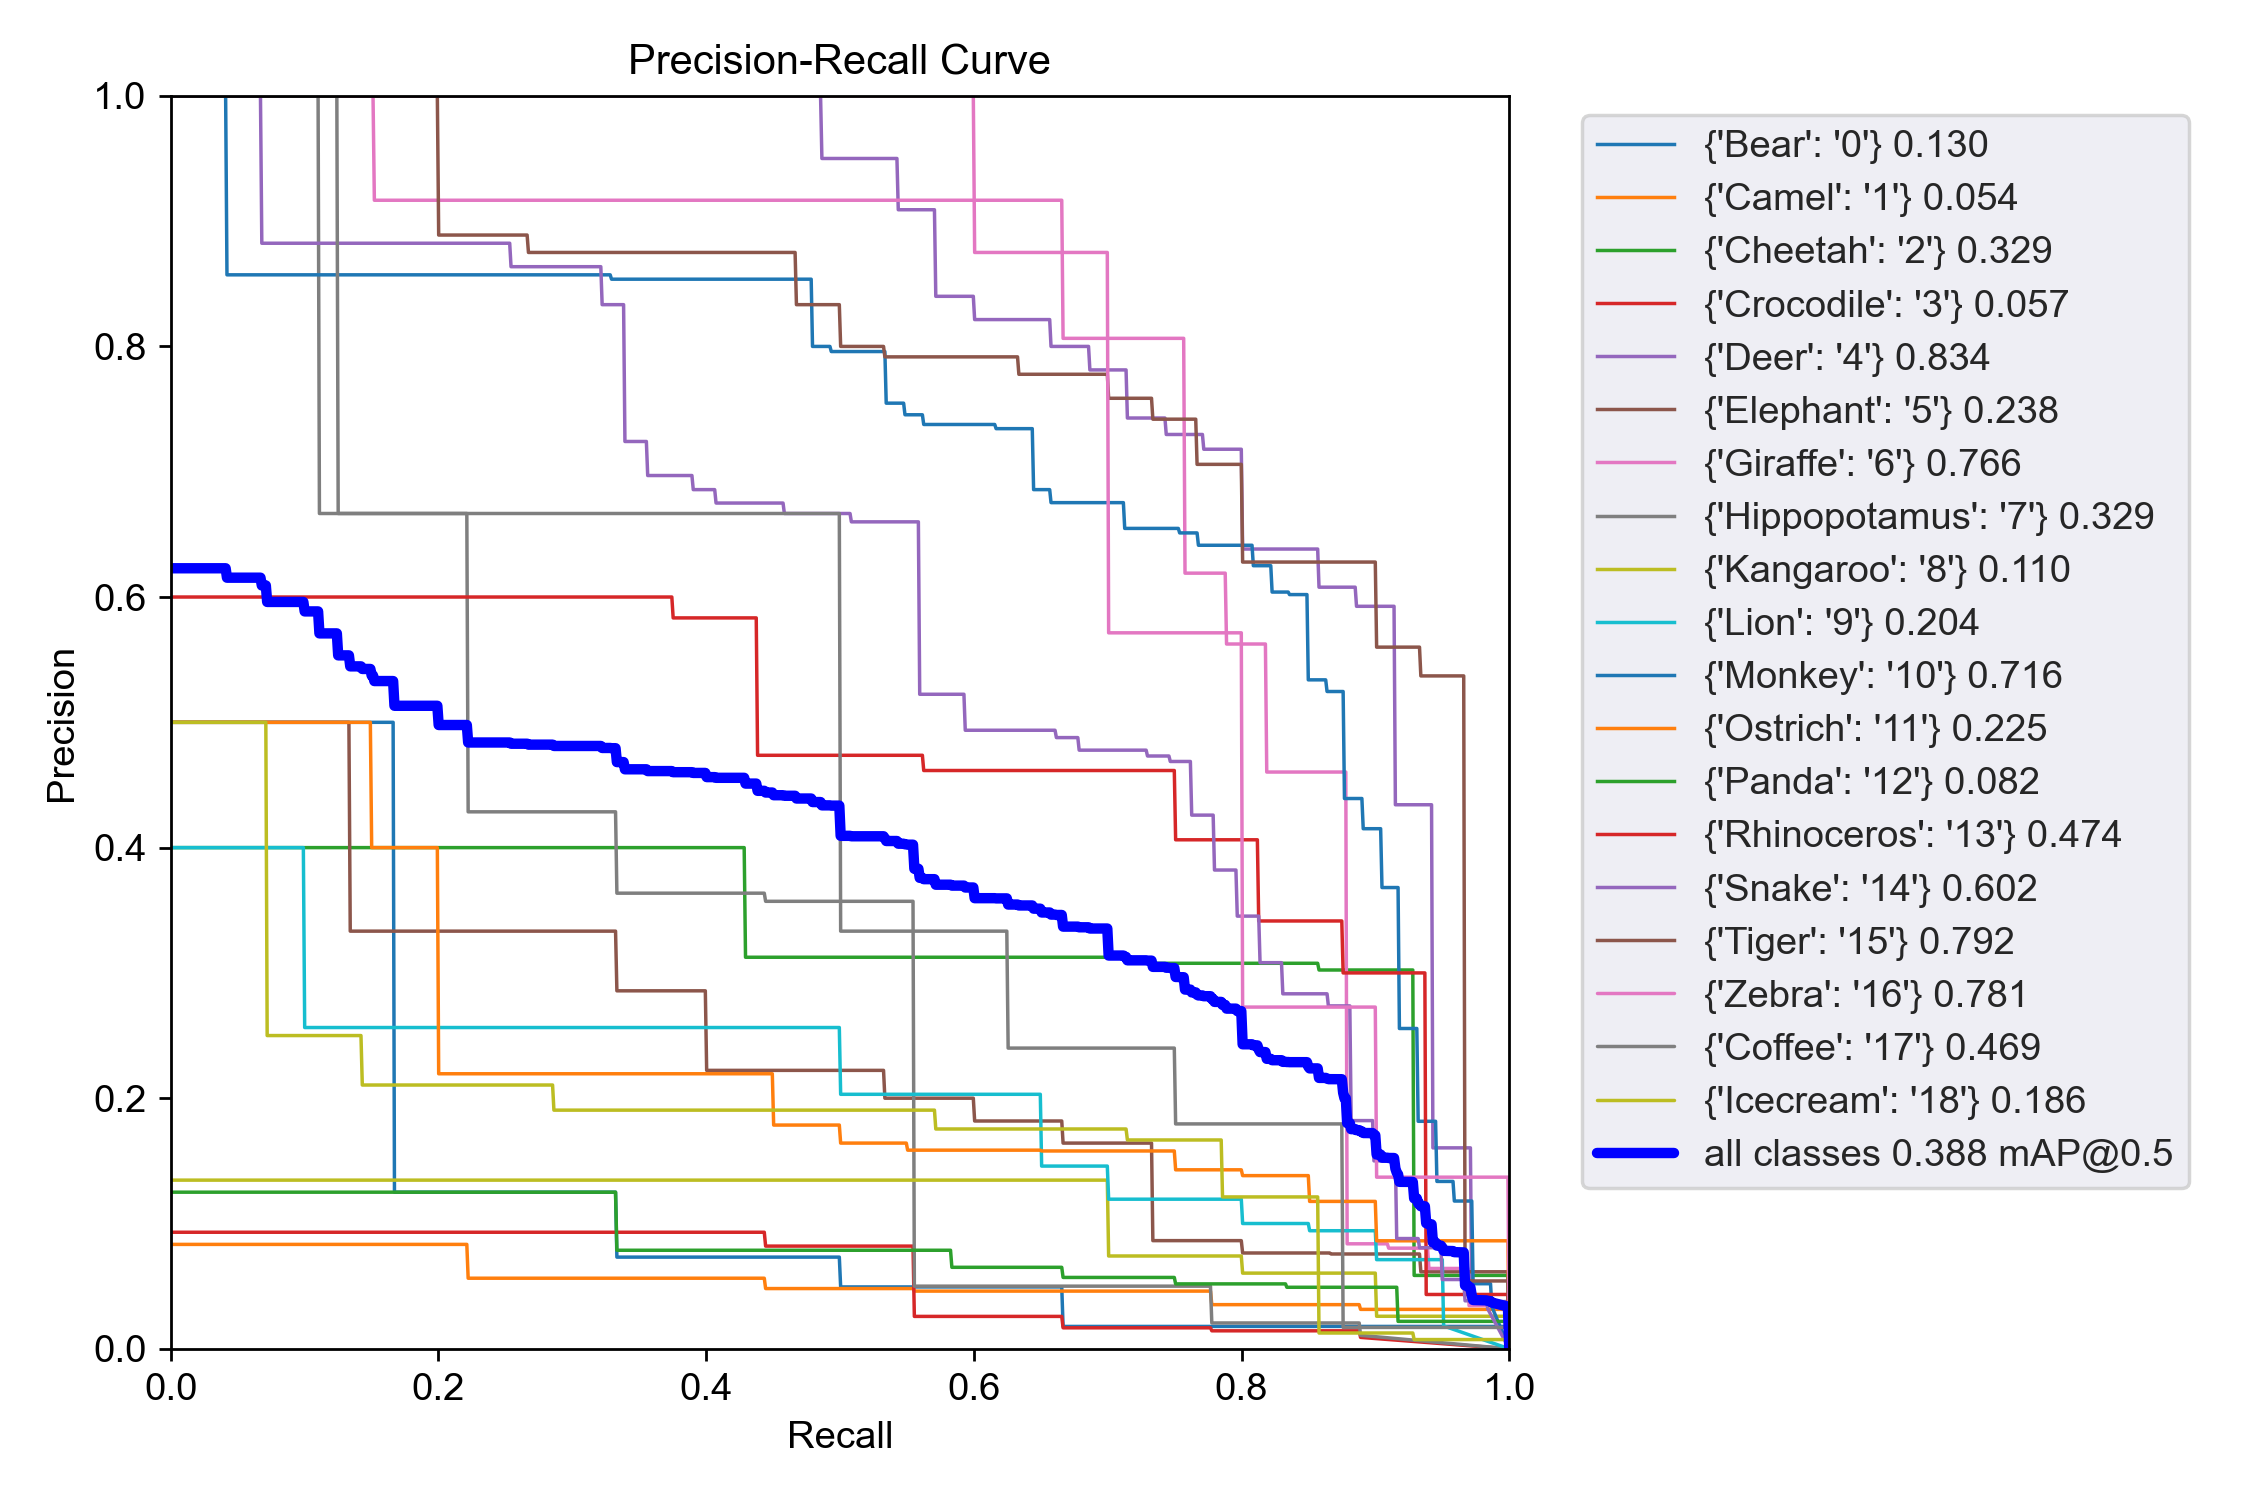 Precision-Recall Curve
1.0
0.8
0.6
0.4
0.2
0.0
Precision
0.0 0.2 0.4 0.6 0.8 1.0
Recall
{'Bear': '0'} 0.130
{'Camel': '1'} 0.054
{'Cheetah': '2'} 0.329
{'Crocodile': '3'} 0.057
{'Deer': '4'} 0.834
{'Elephant': '5'} 0.238
{'Giraffe': '6'} 0.766
{'Hippopotamus': '7'} 0.329
{'Kangaroo': '8'} 0.110
{'Lion': '9'} 0.204
{'Monkey': '10'} 0.716
{'Ostrich': '11'} 0.225
{'Panda': '12'} 0.082
{'Rhinoceros': '13'} 0.474
{'Snake': '14'} 0.602
{'Tiger': '15'} 0.792
{'Zebra': '16'} 0.781
{'Coffee': '17'} 0.469
{'Icecream': '18'} 0.186
all classes 0.388 mAP@0.5